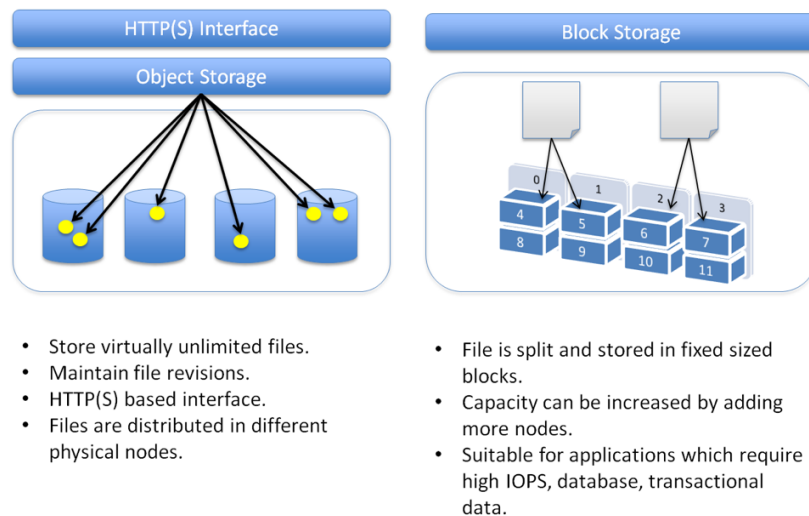 HTTP(S) Interface
Object Storage
• Store virtually unlimited files.
• Maintain file revisions.
• HTTP(S) based interface.
• Files are distributed in different
physical nodes.
Block Storage
0
1
2
3
4
5
6
7
8
9
10
11
• File is split and stored in fixed sized
blocks.
• Capacity can be increased by adding
more nodes.
• Suitable for applications which require
high IOPS, database, transactional
data.